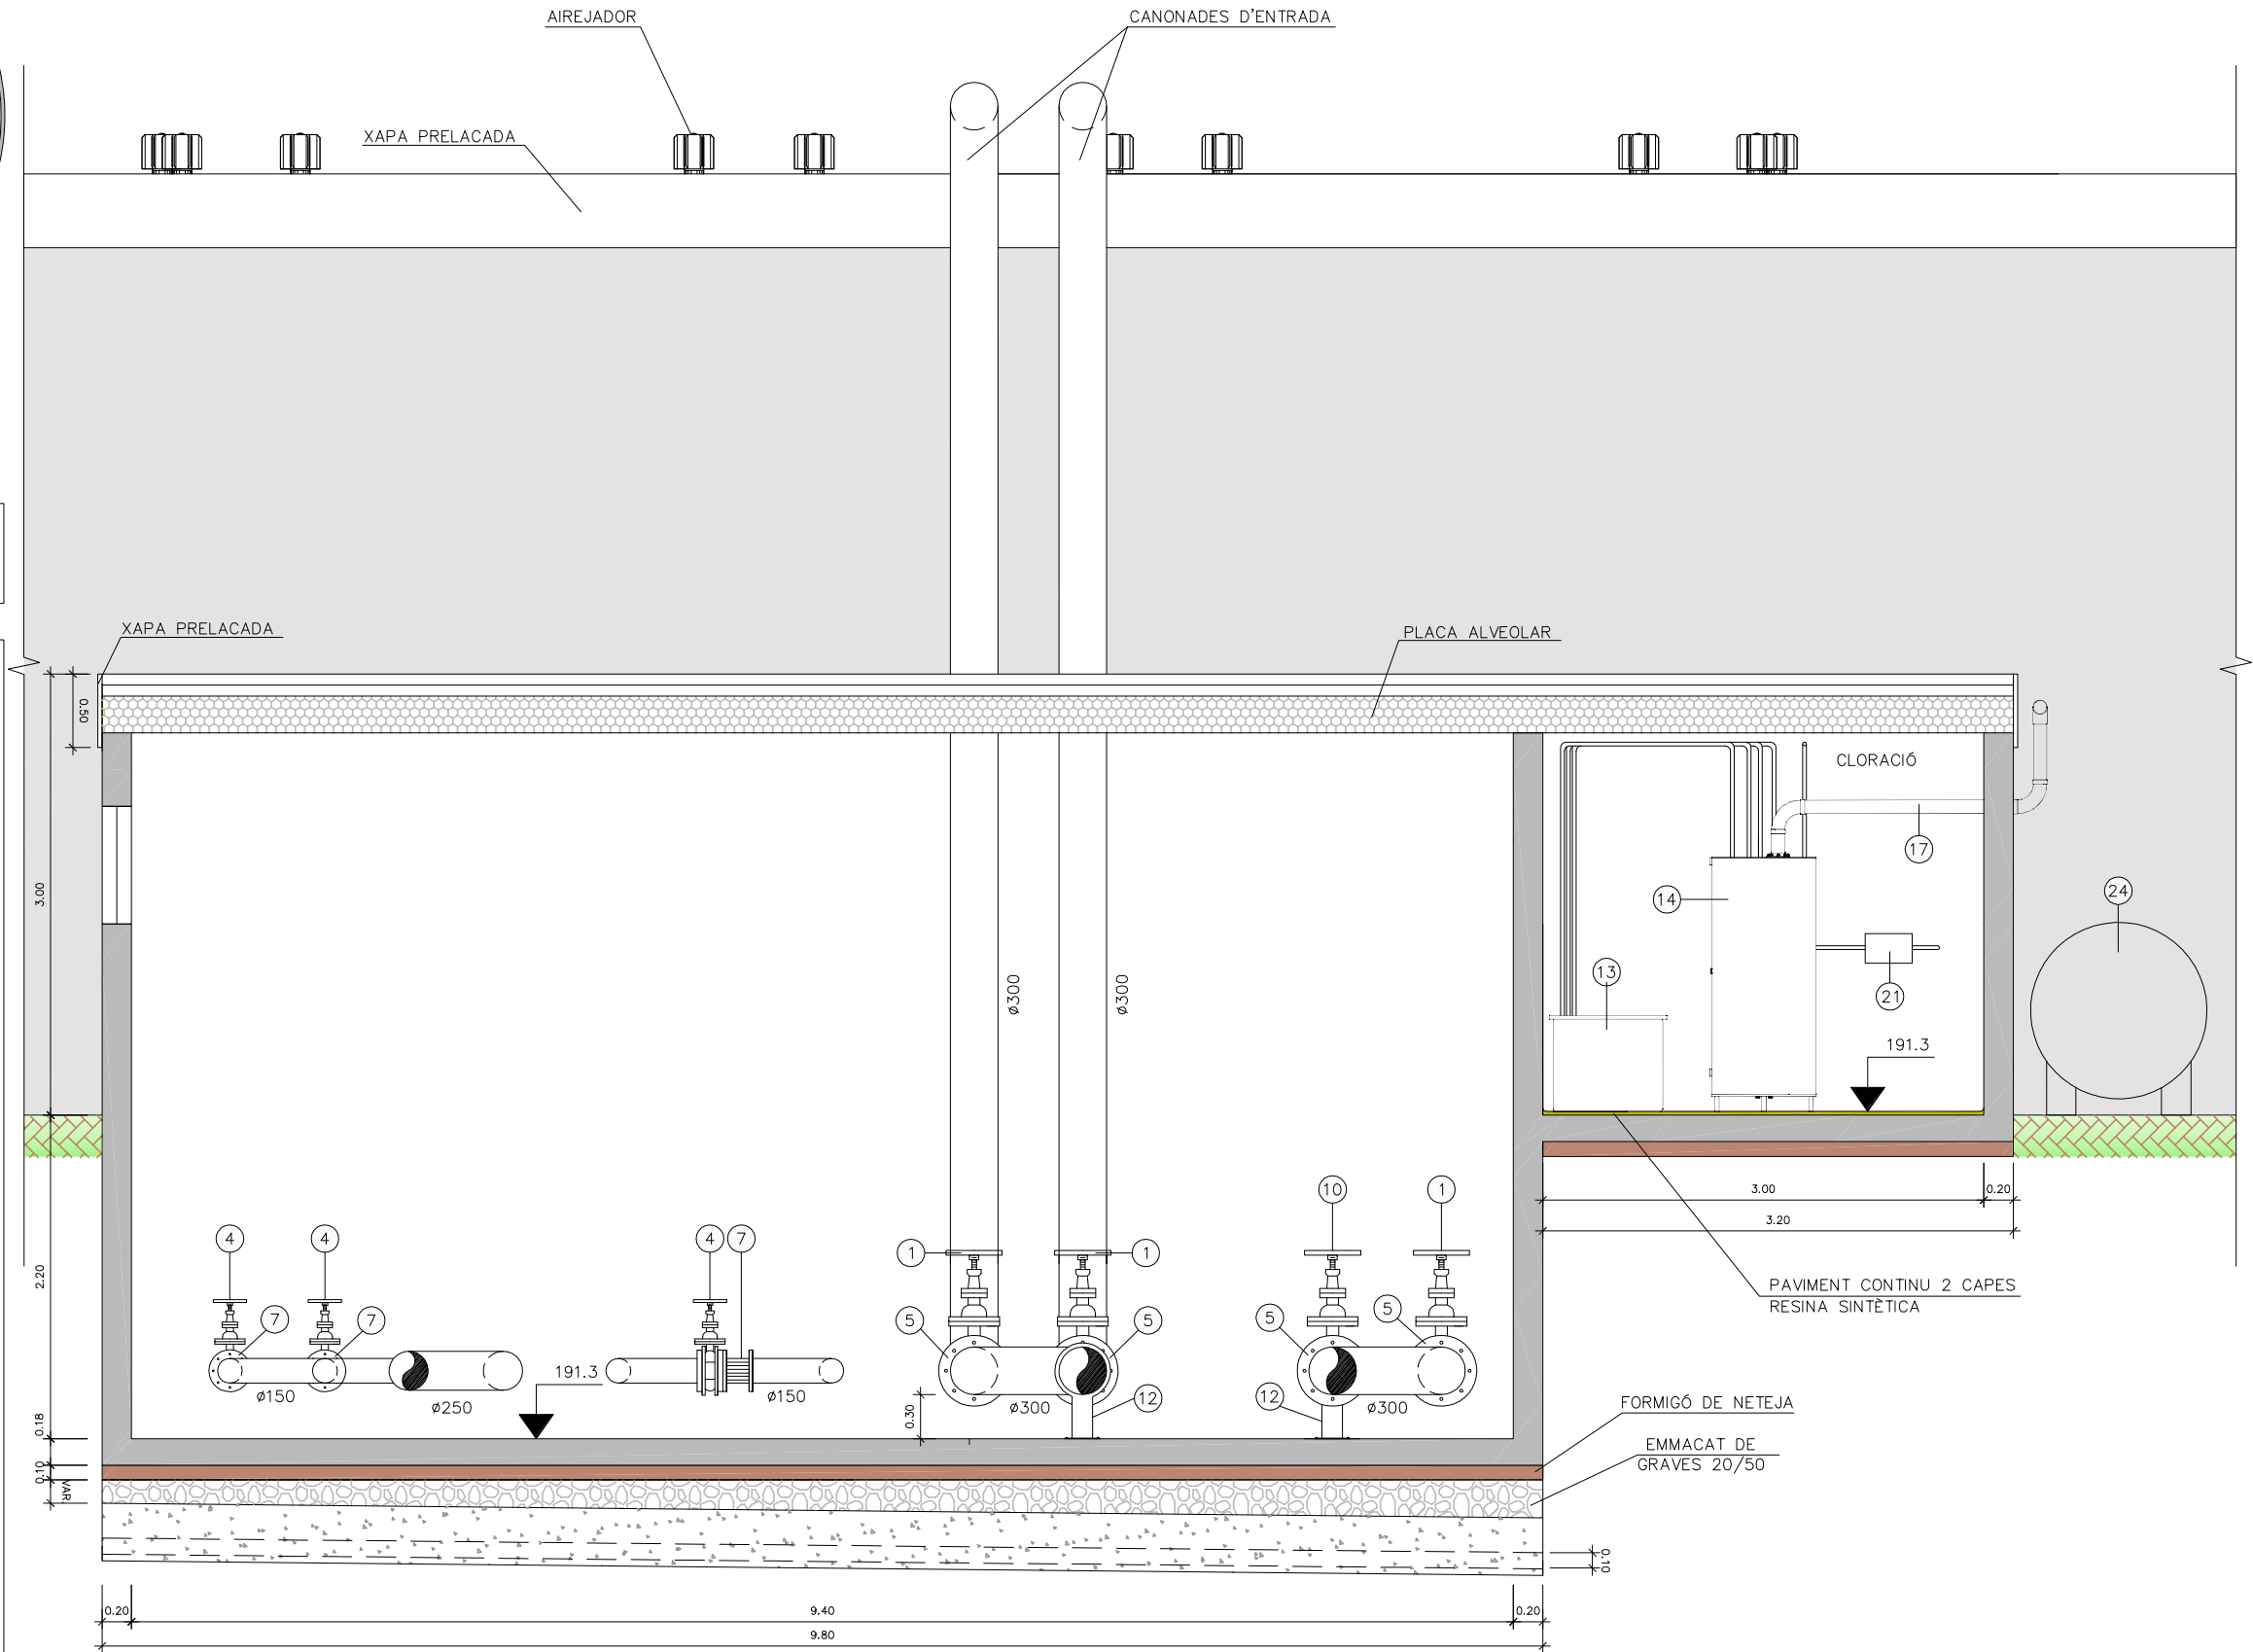 AIREJADOR
CANONADES D'ENTRADA
XAPA PRELACADA
XAPA PRELACADA
PLACA ALVEOLAR
0.50
CLORACIÓ
17
3.00
14
24
13
21
ø300
ø300
191.3
10
1
3.00
0.20
3.20
4
4
4
7
1
1
2.20
PAVIMENT CONTINU 2 CAPES
RESINA SINTÈTICA
7
7
5
5
5
5
191.3
ø150
ø250
ø150
ø300
12
12
ø300
0.30
FORMIGÓ DE NETEJA
0.18
EMMACAT DE
GRAVES 20/50
0.10
VAR
0.10
0.20
9.40
0.20
9.80